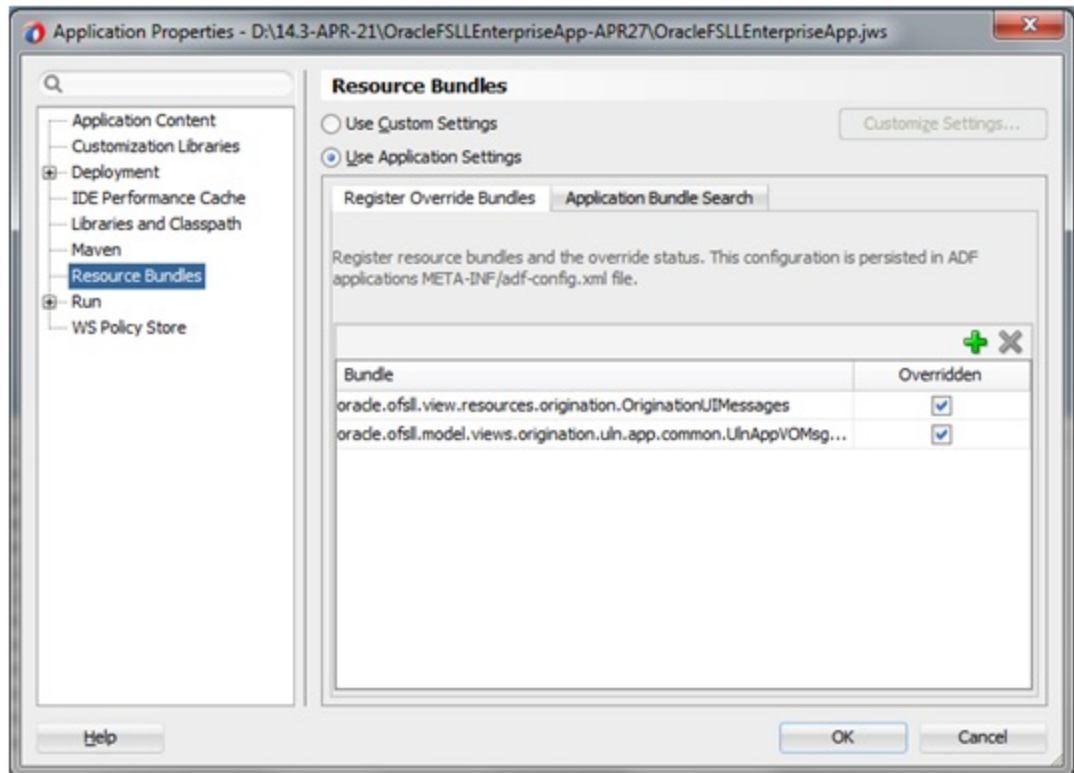 Application Properties - D:\14.3-APR-21\OracleFSLLEnterpriseApp-APR27\OracleFSLLEnterpriseApp.jws
Resource Bundles
Application Content
Customization Libraries
Deployment
IDE Performance Cache
Libraries and Classpath
Maven
Resource Bundles
Run
WS Policy Store
Use Custom Settings
Customize Settings...
Use Application Settings
Register Override Bundles
Application Bundle Search
Register resource bundles and the override status. This configuration is persisted in ADF
applications META-INF/adf-config.xml file.
Bundle
Overridden
oracle.ofsll.view.resources.origination.OriginationUIMessages
oracle.ofsll.model.views.origination.uln.app.common.UlnAppVOMsg...
Help
OK
Cancel